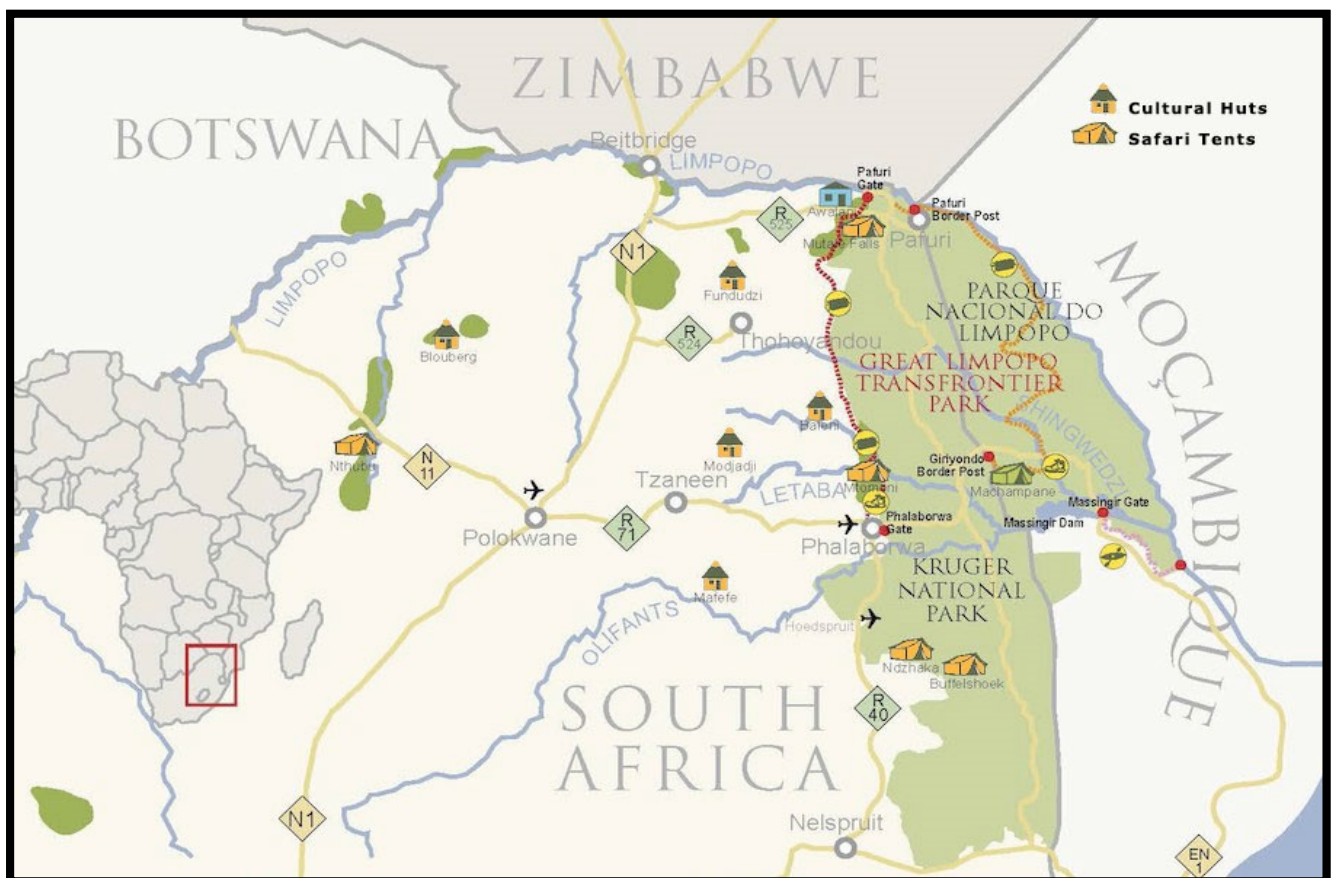 ZIMBABWE
BOTSWANA
Cultural Huts
Safari Tents
Beitbridge
LIMPOPO
Pafuri
Gate
Pafuri
Border Post
Awelani
Mutale Falls
Pafuri
R
525
N1
LIMPOPO
Fundudzi
MOÇAMBIQUE
PARQUE
NACIONAL DO
LIMPOPO
Blouberg
R
524
Thohoyandou
GREAT LIMPOPO
TRANSFRONTIER
PARK
SHINGWEDZI
Baleni
Nthubu
N
11
Modjadji
Giriyondo
Border Post
Machampane
Tzaneen
LETABA
Mtomeni
Massingir Gate
Massingir Dam
Polokwane
R
71
Phalaborwa
Gate
Phalaborwa
KRUGER
NATIONAL
PARK
Mafefe
OLIFANTS
Hoedspruit
Ndzhaka
Buffelshoek
SOUTH
AFRICA
R
40
N1
Nelspruit
EN
1